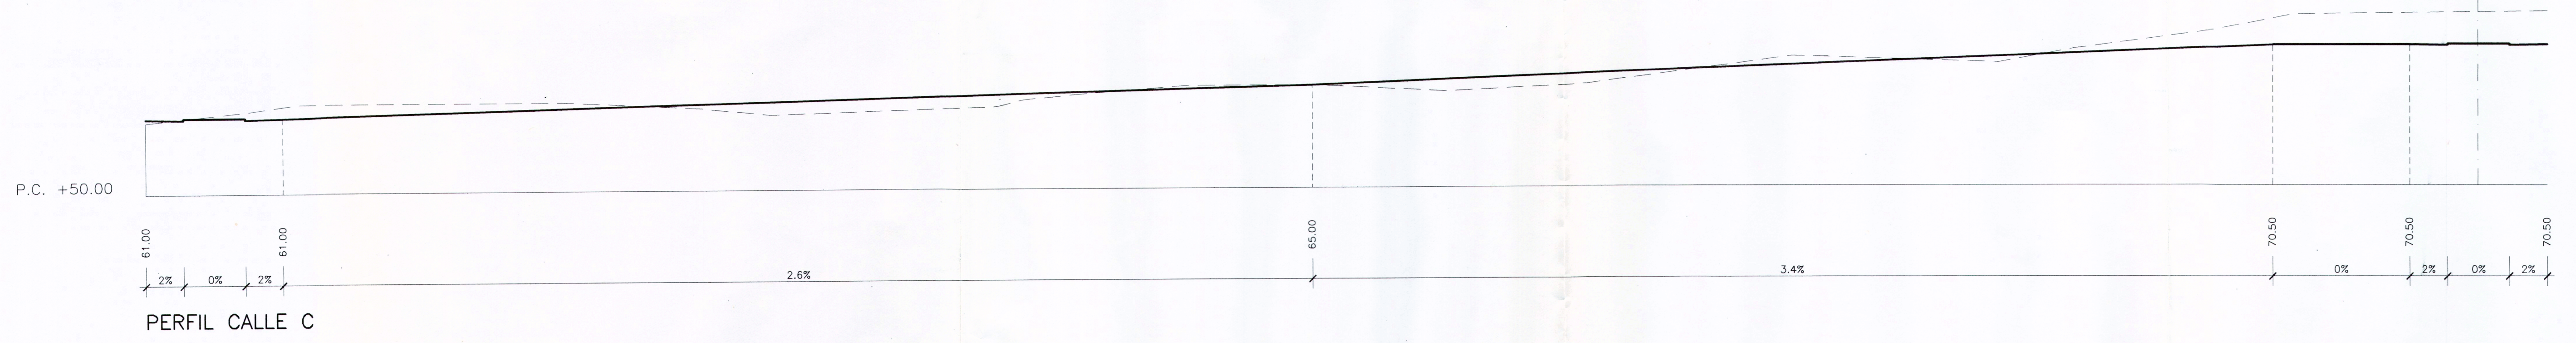 P.C. +50.00
61.00 61.00 65.00 70.50 70.50 70.50
2% 0% 2% 2.6% 3.4% 0% 2% 0% 2%
PERFIL CALLE C